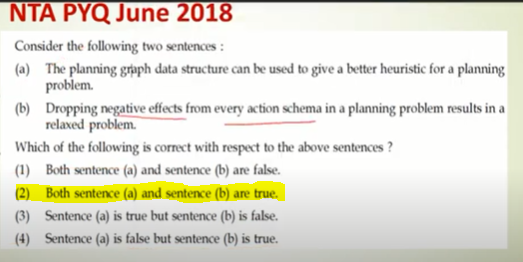 NTA PYQ June 2018
Consider the following two sentences :
(a) The planning graph data structure can be used to give a better heuristic for a planning
problem.
(b) Dropping negative effects from every action schema in a planning problem results in a
relaxed problem.
Which of the following is correct with respect to the above sentences ?
(1) Both sentence (a) and sentence (b) are false.
(2) Both sentence (a) and sentence (b) are true.
(3) Sentence (a) is true but sentence (b) is false.
(4) Sentence (a) is false but sentence (b) is true.